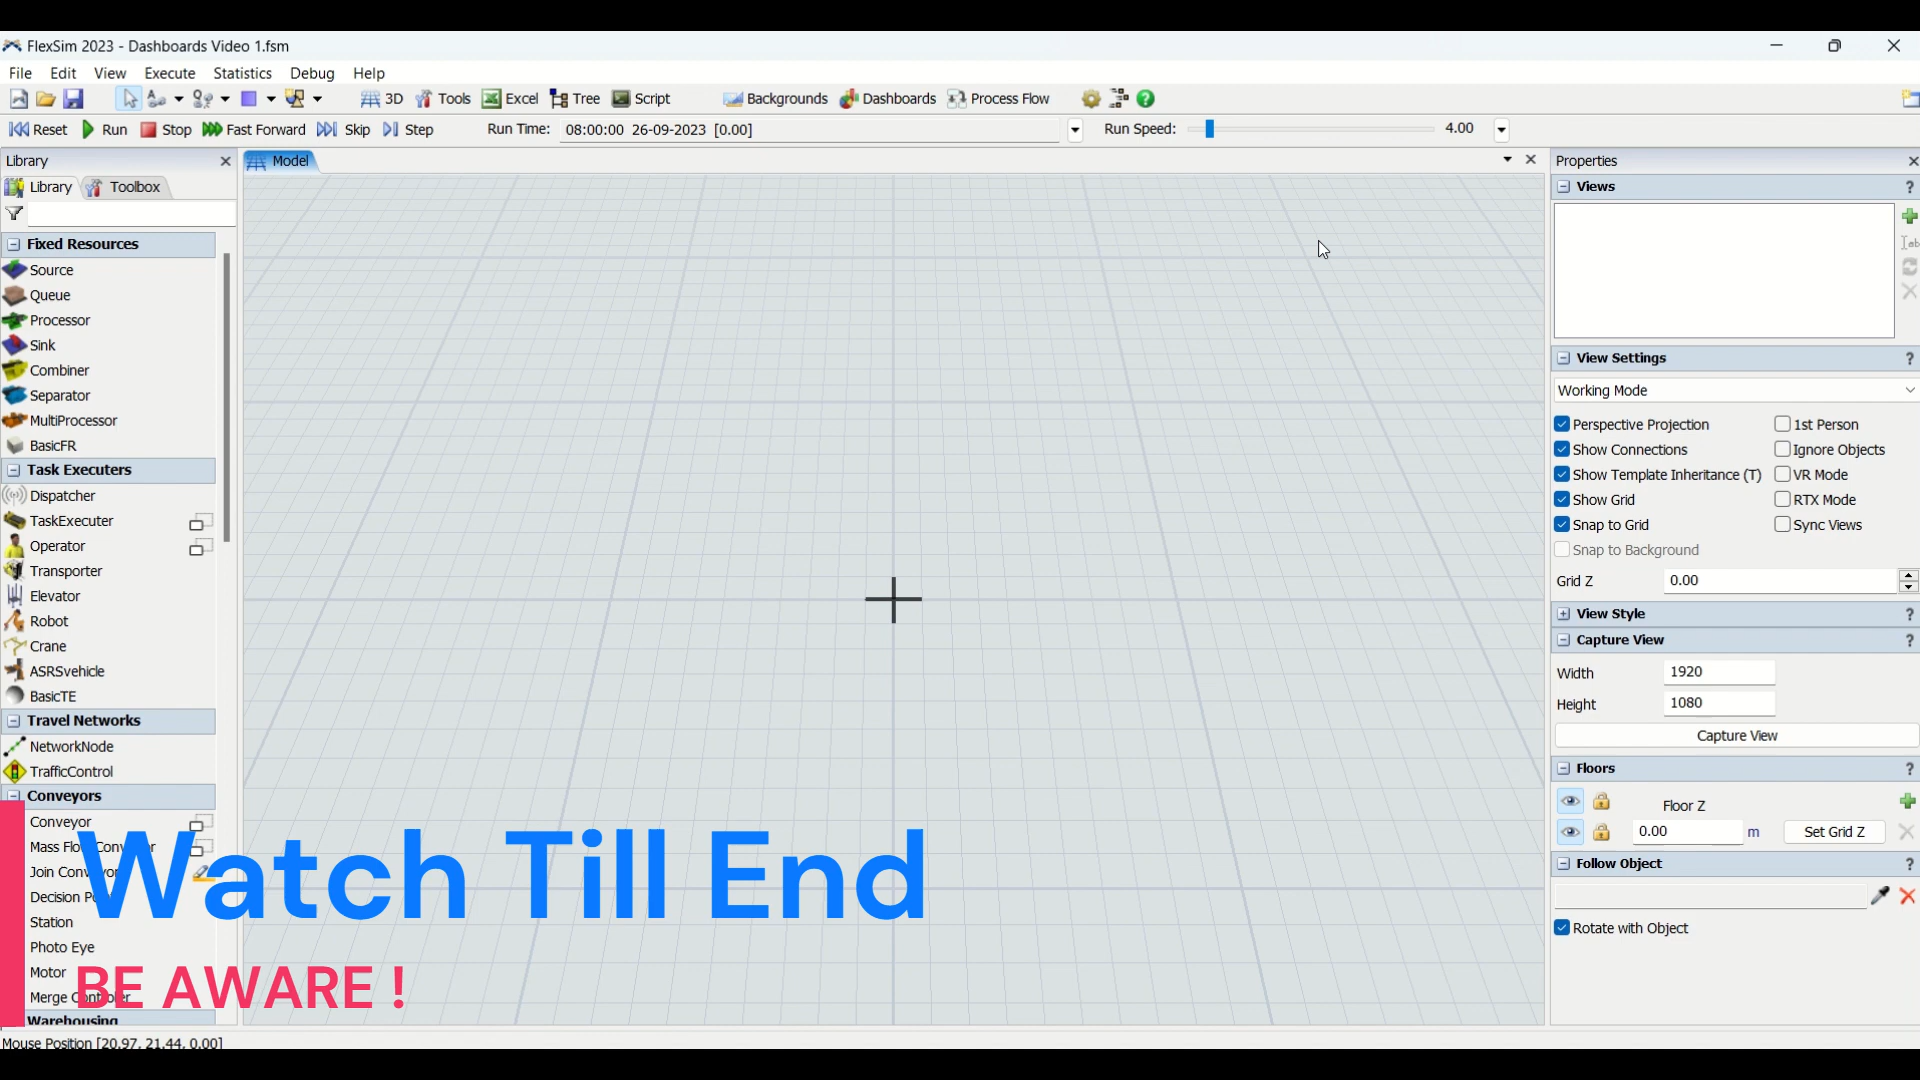 FlexSim 2023 - Dashboards Video 1.fsm
File Edit View Execute Statistics Debug Help
3D Tools Excel Tree Script Backgrounds Dashboards Process Flow
Reset Run Stop Fast Forward Skip Step Run Time: 08:00:00 26-09-2023 [0.00] Run Speed: 4.00
Library
Library Toolbox
Fixed Resources
Source
Queue
Processor
Sink
Combiner
Separator
MultiProcessor
BasicFR
Task Executers
Dispatcher
TaskExecuter
Operator
Transporter
Elevator
Robot
Crane
ASRSvehicle
BasicTE
Travel Networks
NetworkNode
TrafficControl
Conveyors
Conveyor
Mass
Join
Decision
Station
Photo Eye
Motor
Merge
Warehousing
Mouse Position [20.97, 21.44, 0.00]
Model
Watch Till End
BE AWARE !
Properties
Views
View Settings
Working Mode
Perspective Projection 1st Person
Show Connections Ignore Objects
Show Template Inheritance (T) VR Mode
Show Grid RTX Mode
Snap to Grid Sync Views
Snap to Background
Grid Z 0.00
View Style
Capture View
Width 1920
Height 1080
Capture View
Floors
Floor Z
0.00 m Set Grid Z
Follow Object
Rotate with Object